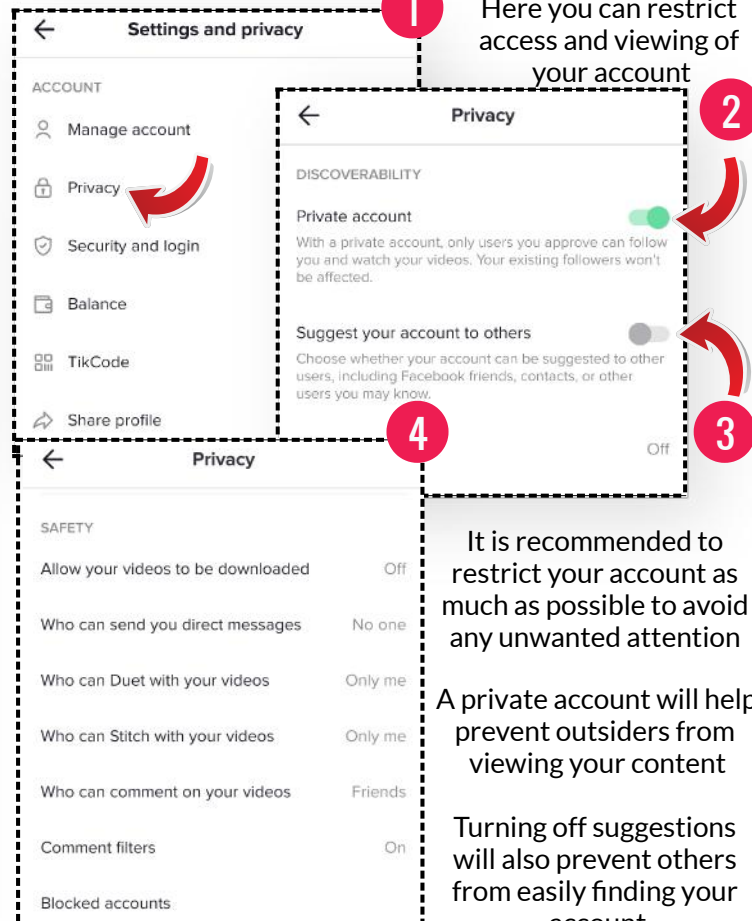 1
Here you can restrict
access and viewing of
your account
Settings and privacy
ACCOUNT
Manage account
Privacy
Security and login
Balance
TikCode
Share profile
2
Privacy
DISCOVERABILITY
Private account
With a private account, only users you approve can follow
you and watch your videos. Your existing followers won't
be affected.
Suggest your account to others
Choose whether your account can be suggested to other
users, including Facebook friends, contacts, or other
users you may know.
Off
3
4
Privacy
SAFETY
Allow your videos to be downloaded Off
Who can send you direct messages No one
Who can Duet with your videos Only me
Who can Stitch with your videos Only me
Who can comment on your videos Friends
Comment filters On
Blocked accounts
It is recommended to
restrict your account as
much as possible to avoid
any unwanted attention
A private account will help
prevent outsiders from
viewing your content
Turning off suggestions
will also prevent others
from easily finding your
account